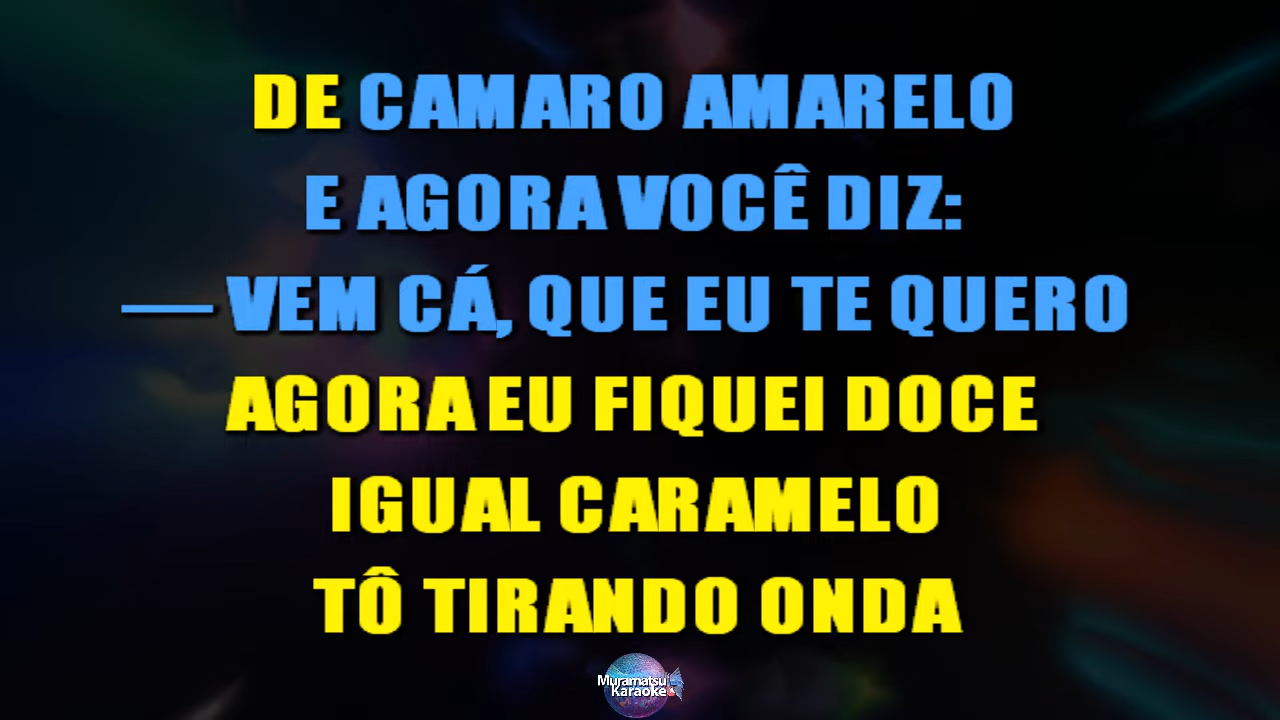 DE CAMARO AMARELO
E AGORA VOCÊ DIZ:
— VEM CÁ, QUE EU TE QUERO
AGORA EU FIQUEI DOCE
IGUAL CARAMELO
TÔ TIRANDO ONDA
Muramatsu
Karaoke